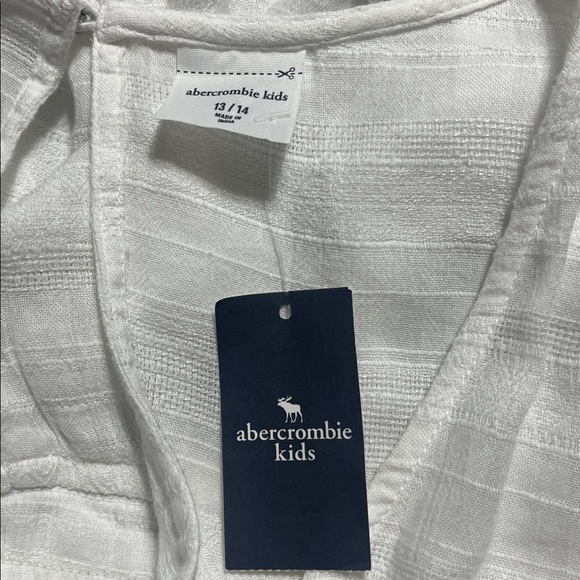 abercrombie kids
13 / 14
MADE IN
INDIA
abercrombie
kids